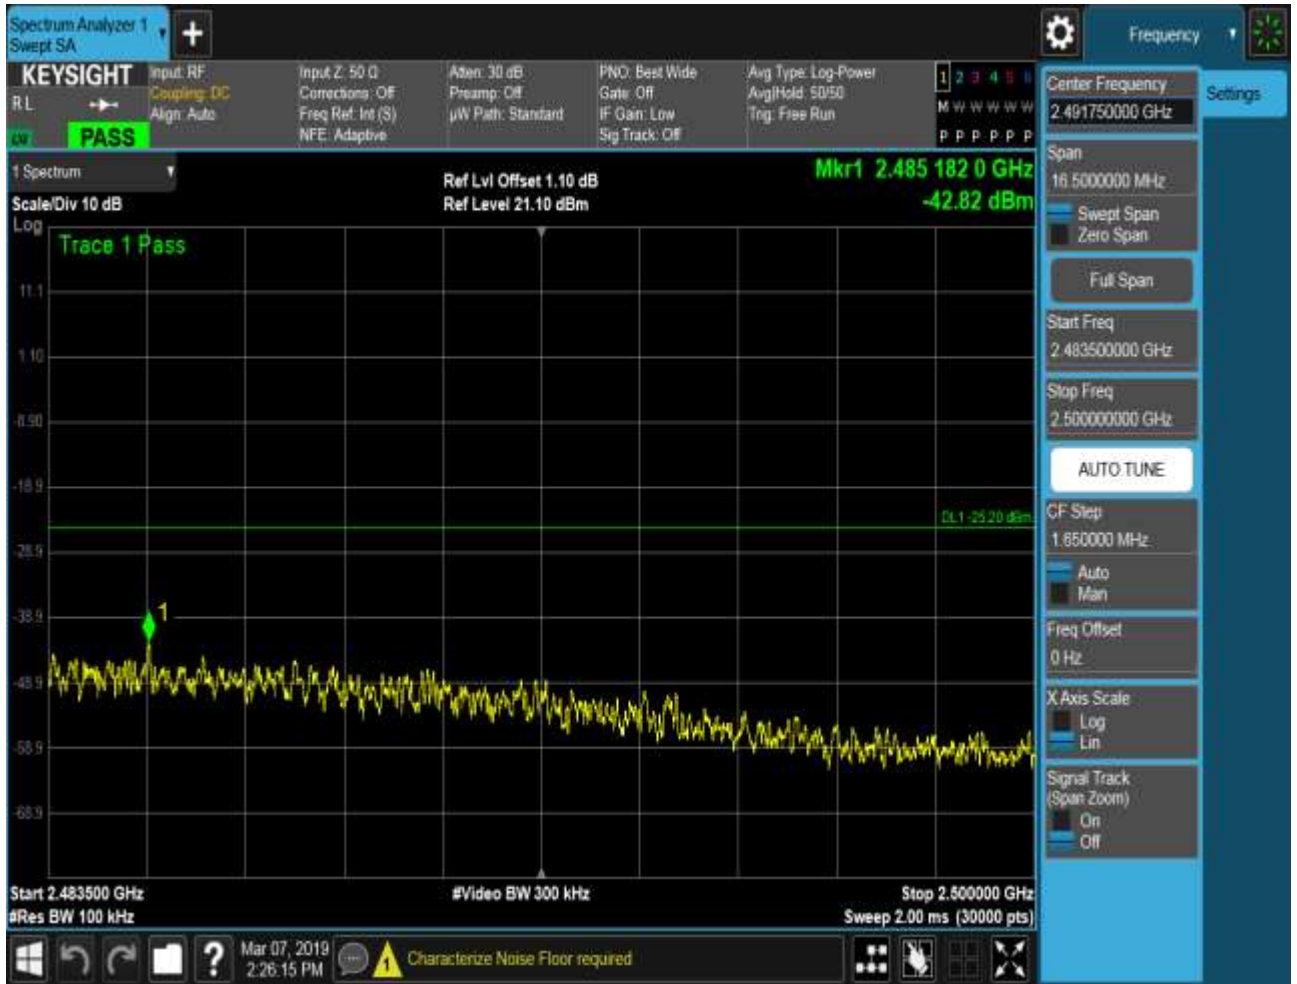 Spectrum Analyzer 1
Swept SA
Frequency
KEYSIGHT
R L
LW
PASS
Input: RF
Coupling: DC
Align: Auto
Input Z: 50 Ω
Corrections: Off
Freq Ref: Int (S)
NFE: Adaptive
Atten: 30 dB
Preamp: Off
µW Path: Standard
PNO: Best Wide
Gate: Off
IF Gain: Low
Sig Track: Off
Avg Type: Log-Power
Avg|Hold: 50/50
Trig: Free Run
1 2 3 4 5 6
M W W W W W
P P P P P P
1 Spectrum
Scale/Div 10 dB
Log
Ref Lvl Offset 1.10 dB
Ref Level 21.10 dBm
Mkr1 2.485 182 0 GHz
-42.82 dBm
Trace 1 Pass
11.1
1.10
-8.90
-18.9
DL1 -25.20 dBm
-28.9
-38.9
1
-48.9
-58.9
-68.9
Start 2.483500 GHz
#Video BW 300 kHz
Stop 2.500000 GHz
#Res BW 100 kHz
Sweep 2.00 ms (30000 pts)
?
Mar 07, 2019
2:26:15 PM
1
Characterize Noise Floor required
Center Frequency
2.491750000 GHz
Settings
Span
16.5000000 MHz
Swept Span
Zero Span
Full Span
Start Freq
2.483500000 GHz
Stop Freq
2.500000000 GHz
AUTO TUNE
CF Step
1.650000 MHz
Auto
Man
Freq Offset
0 Hz
X Axis Scale
Log
Lin
Signal Track
(Span Zoom)
On
Off